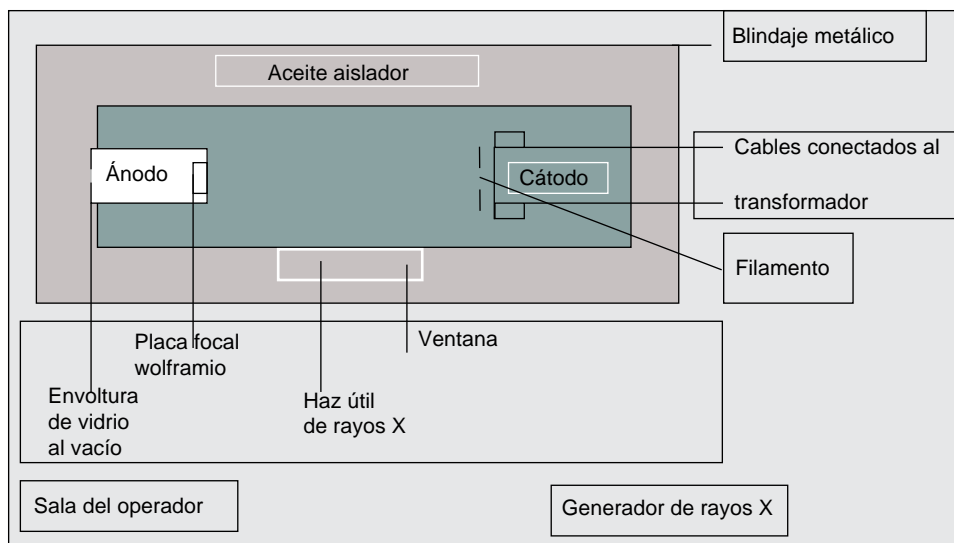 Blindaje metálico
Aceite aislador
Ánodo
Cátodo
Cables conectados al
transformador
Filamento
Placa focal
wolframio
Ventana
Envoltura
de vidrio
al vacío
Haz útil
de rayos X
Sala del operador
Generador de rayos X